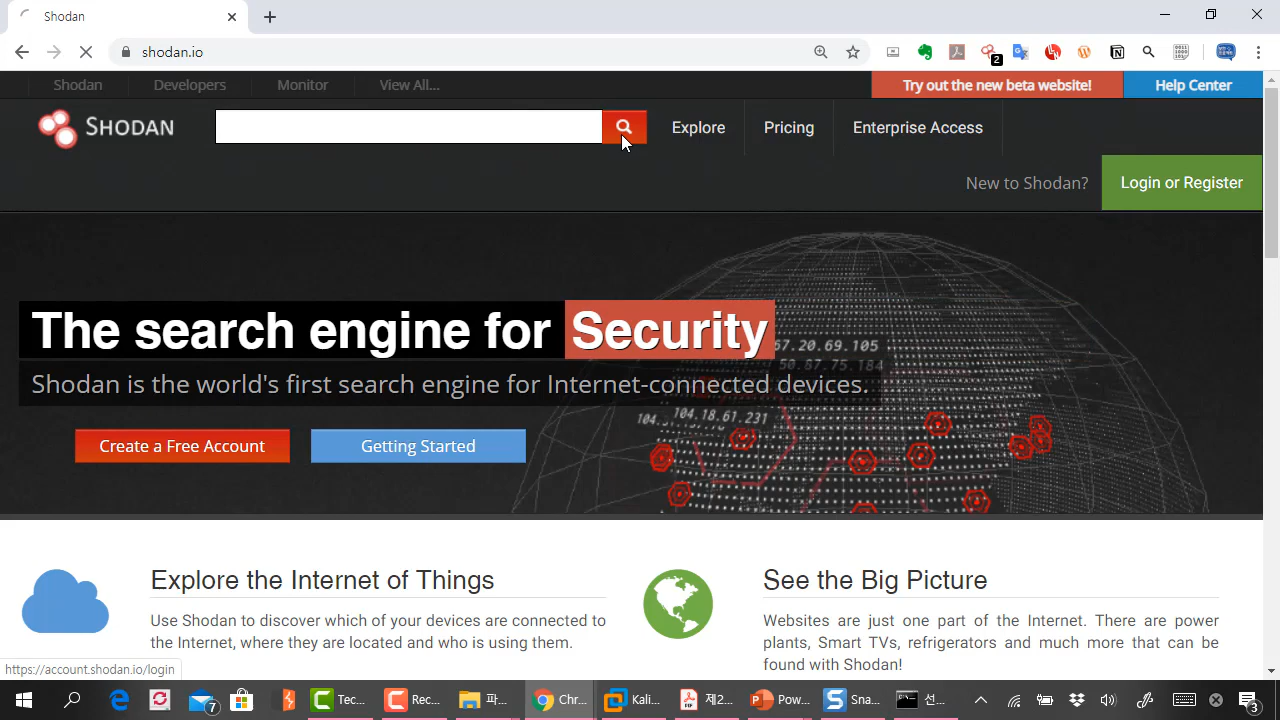 Shodan
shodan.io
2
Shodan Developers Monitor View All... Try out the new beta website! Help Center
SHODAN Explore Pricing Enterprise Access
New to Shodan? Login or Register
The search engine for Security
67.20.69.105
50.67.75.184
Shodan is the world's first search engine for Internet-connected devices.
104.18.61.231
Create a Free Account Getting Started
Explore the Internet of Things
Use Shodan to discover which of your devices are connected to
the Internet, where they are located and who is using them.
See the Big Picture
Websites are just one part of the Internet. There are power
plants, Smart TVs, refrigerators and much more that can be
found with Shodan!
https://account.shodan.io/login
7 Tec... Rec... 파... Chr... Kali... 제2... Pow... Sna... 선... 3